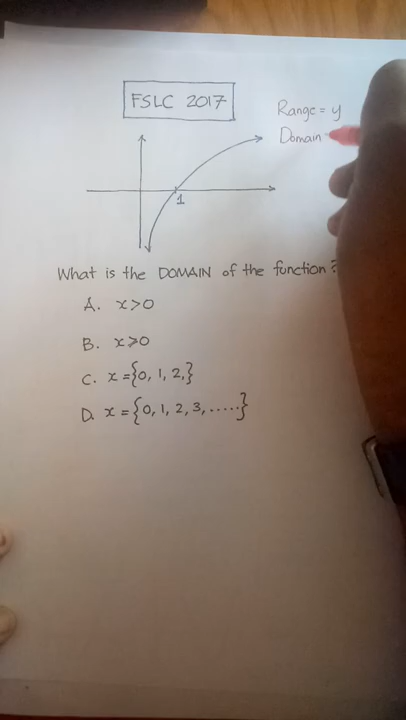 FSLC 2017
Range = y
Domain
1
What is the DOMAIN of the function?
A. x>0
B. x⩾0
C. x={0, 1, 2,}
D. x={0, 1, 2, 3, .....}